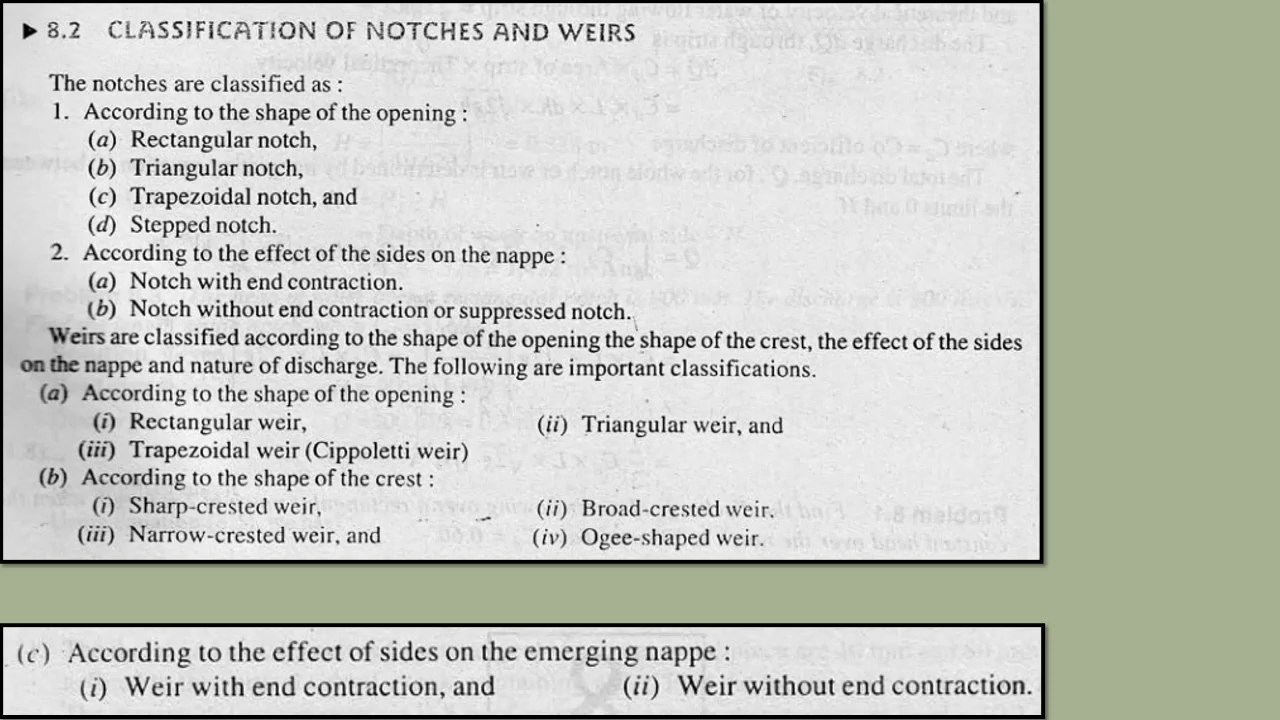 ▶ 8.2 CLASSIFICATION OF NOTCHES AND WEIRS
The notches are classified as :
1. According to the shape of the opening :
(a) Rectangular notch,
(b) Triangular notch,
(c) Trapezoidal notch, and
(d) Stepped notch.
2. According to the effect of the sides on the nappe :
(a) Notch with end contraction.
(b) Notch without end contraction or suppressed notch.
Weirs are classified according to the shape of the opening the shape of the crest, the effect of the sides
on the nappe and nature of discharge. The following are important classifications.
(a) According to the shape of the opening :
(i) Rectangular weir, (ii) Triangular weir, and
(iii) Trapezoidal weir (Cippoletti weir)
(b) According to the shape of the crest :
(i) Sharp-crested weir, (ii) Broad-crested weir.
(iii) Narrow-crested weir, and (iv) Ogee-shaped weir.
(c) According to the effect of sides on the emerging nappe :
(i) Weir with end contraction, and (ii) Weir without end contraction.